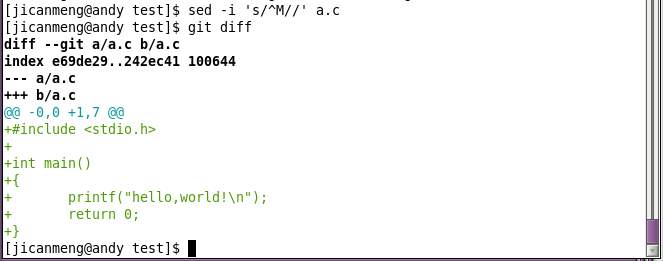 [jicanmeng@andy test]$ sed -i 's/^M//' a.c
[jicanmeng@andy test]$ git diff
diff --git a/a.c b/a.c
index e69de29..242ec41 100644
--- a/a.c
+++ b/a.c
@@ -0,0 +1,7 @@
+#include <stdio.h>
+
+int main()
+{
+       printf("hello,world!\n");
+       return 0;
+}
[jicanmeng@andy test]$